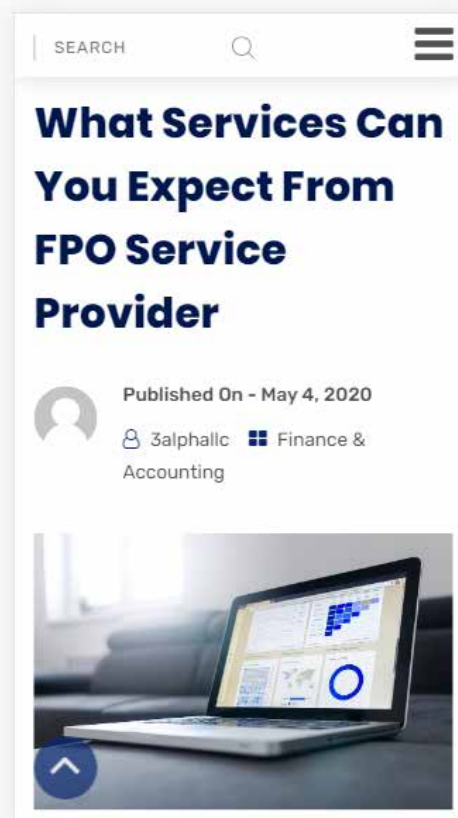 SEARCH
What Services Can
You Expect From
FPO Service
Provider
Published On - May 4, 2020
3alphallc Finance &
Accounting